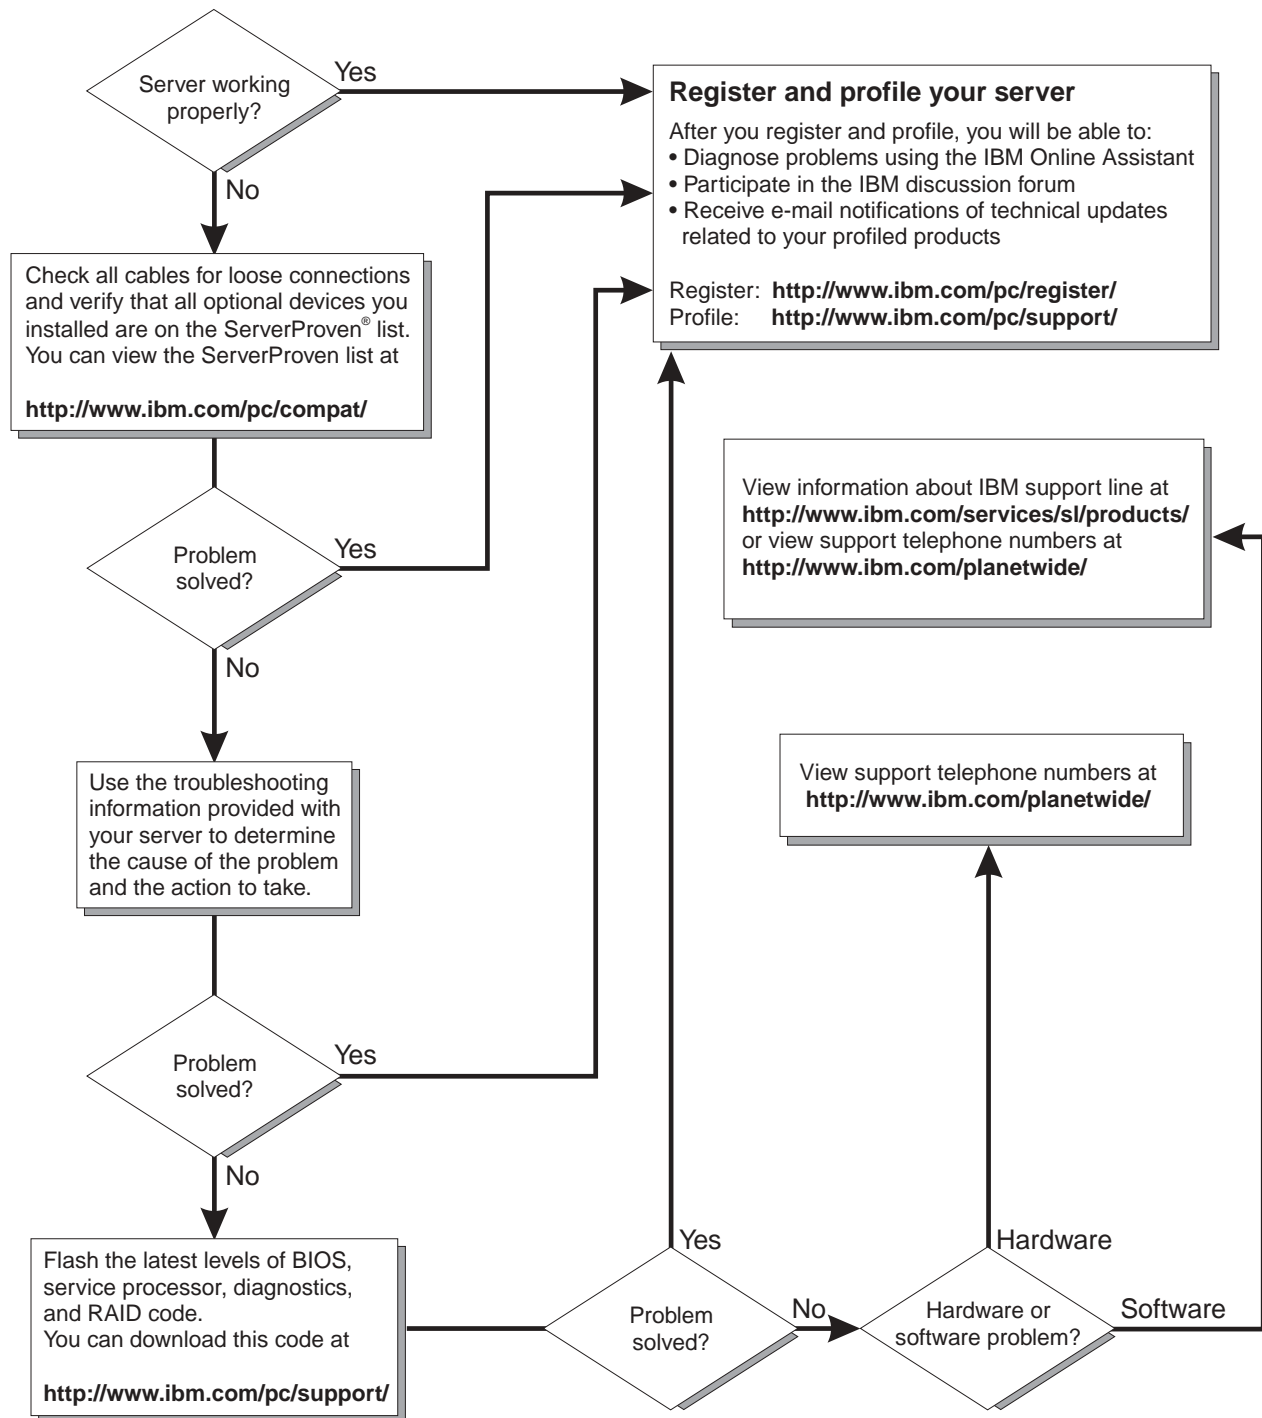 Server working
properly?
Yes
No
Register and profile your server
After you register and profile, you will be able to:
• Diagnose problems using the IBM Online Assistant
• Participate in the IBM discussion forum
• Receive e-mail notifications of technical updates
related to your profiled products
Register: http://www.ibm.com/pc/register/
Profile: http://www.ibm.com/pc/support/
Check all cables for loose connections
and verify that all optional devices you
installed are on the ServerProven® list.
You can view the ServerProven list at
http://www.ibm.com/pc/compat/
Problem
solved?
Yes
No
View information about IBM support line at
http://www.ibm.com/services/sl/products/
or view support telephone numbers at
http://www.ibm.com/planetwide/
Use the troubleshooting
information provided with
your server to determine
the cause of the problem
and the action to take.
View support telephone numbers at
http://www.ibm.com/planetwide/
Problem
solved?
Yes
No
Flash the latest levels of BIOS,
service processor, diagnostics,
and RAID code.
You can download this code at
http://www.ibm.com/pc/support/
Problem
solved?
Yes
No
Hardware or
software problem?
Hardware
Software